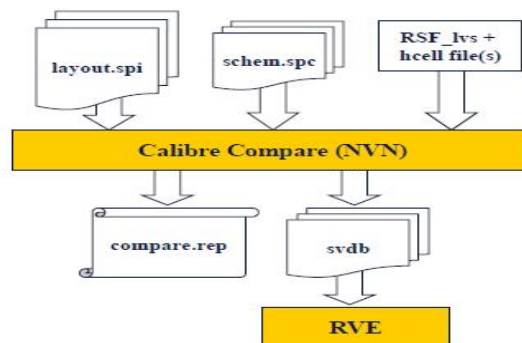 layout.spi
schem.spc
RSF_lvs +
hcell file(s)
Calibre Compare (NVN)
compare.rep
svdb
RVE